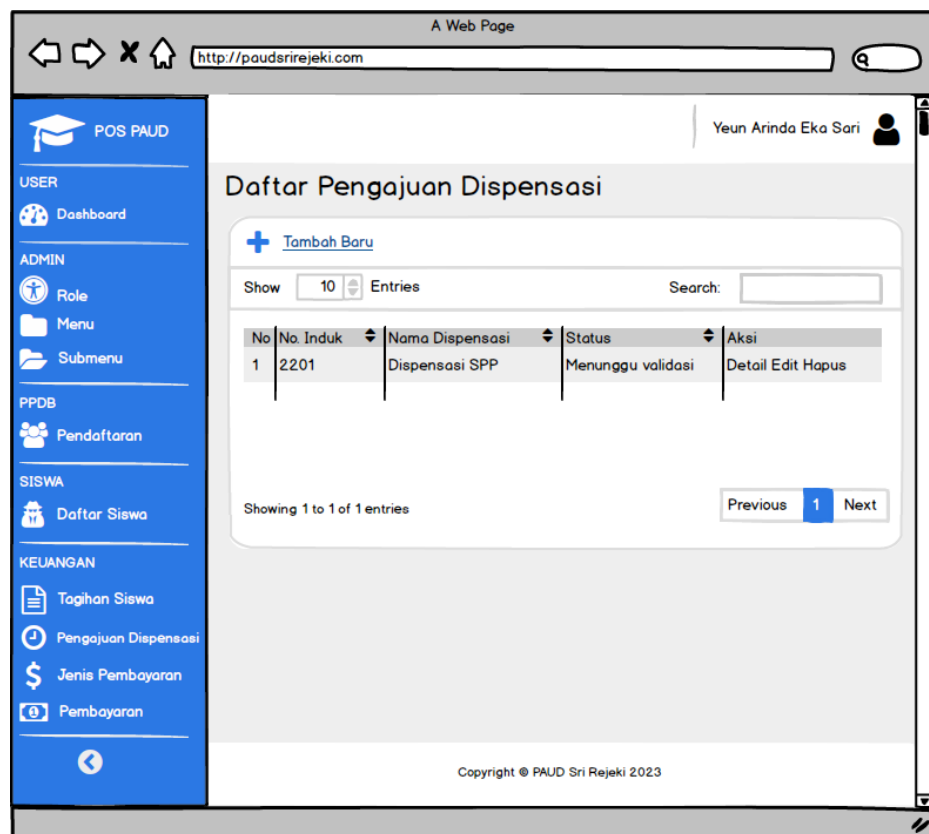 A Web Page
http://paudsrirejeki.com
POS PAUD
Yeun Arinda Eka Sari
USER
Dashboard
ADMIN
Role
Menu
Submenu
PPDB
Pendaftaran
SISWA
Daftar Siswa
KEUANGAN
Tagihan Siswa
Pengajuan Dispensasi
Jenis Pembayaran
Pembayaran
Daftar Pengajuan Dispensasi
Tambah Baru
Show 10 Entries Search:
No No. Induk Nama Dispensasi Status Aksi
1 2201 Dispensasi SPP Menunggu validasi Detail Edit Hapus
Showing 1 to 1 of 1 entries Previous 1 Next
Copyright © PAUD Sri Rejeki 2023